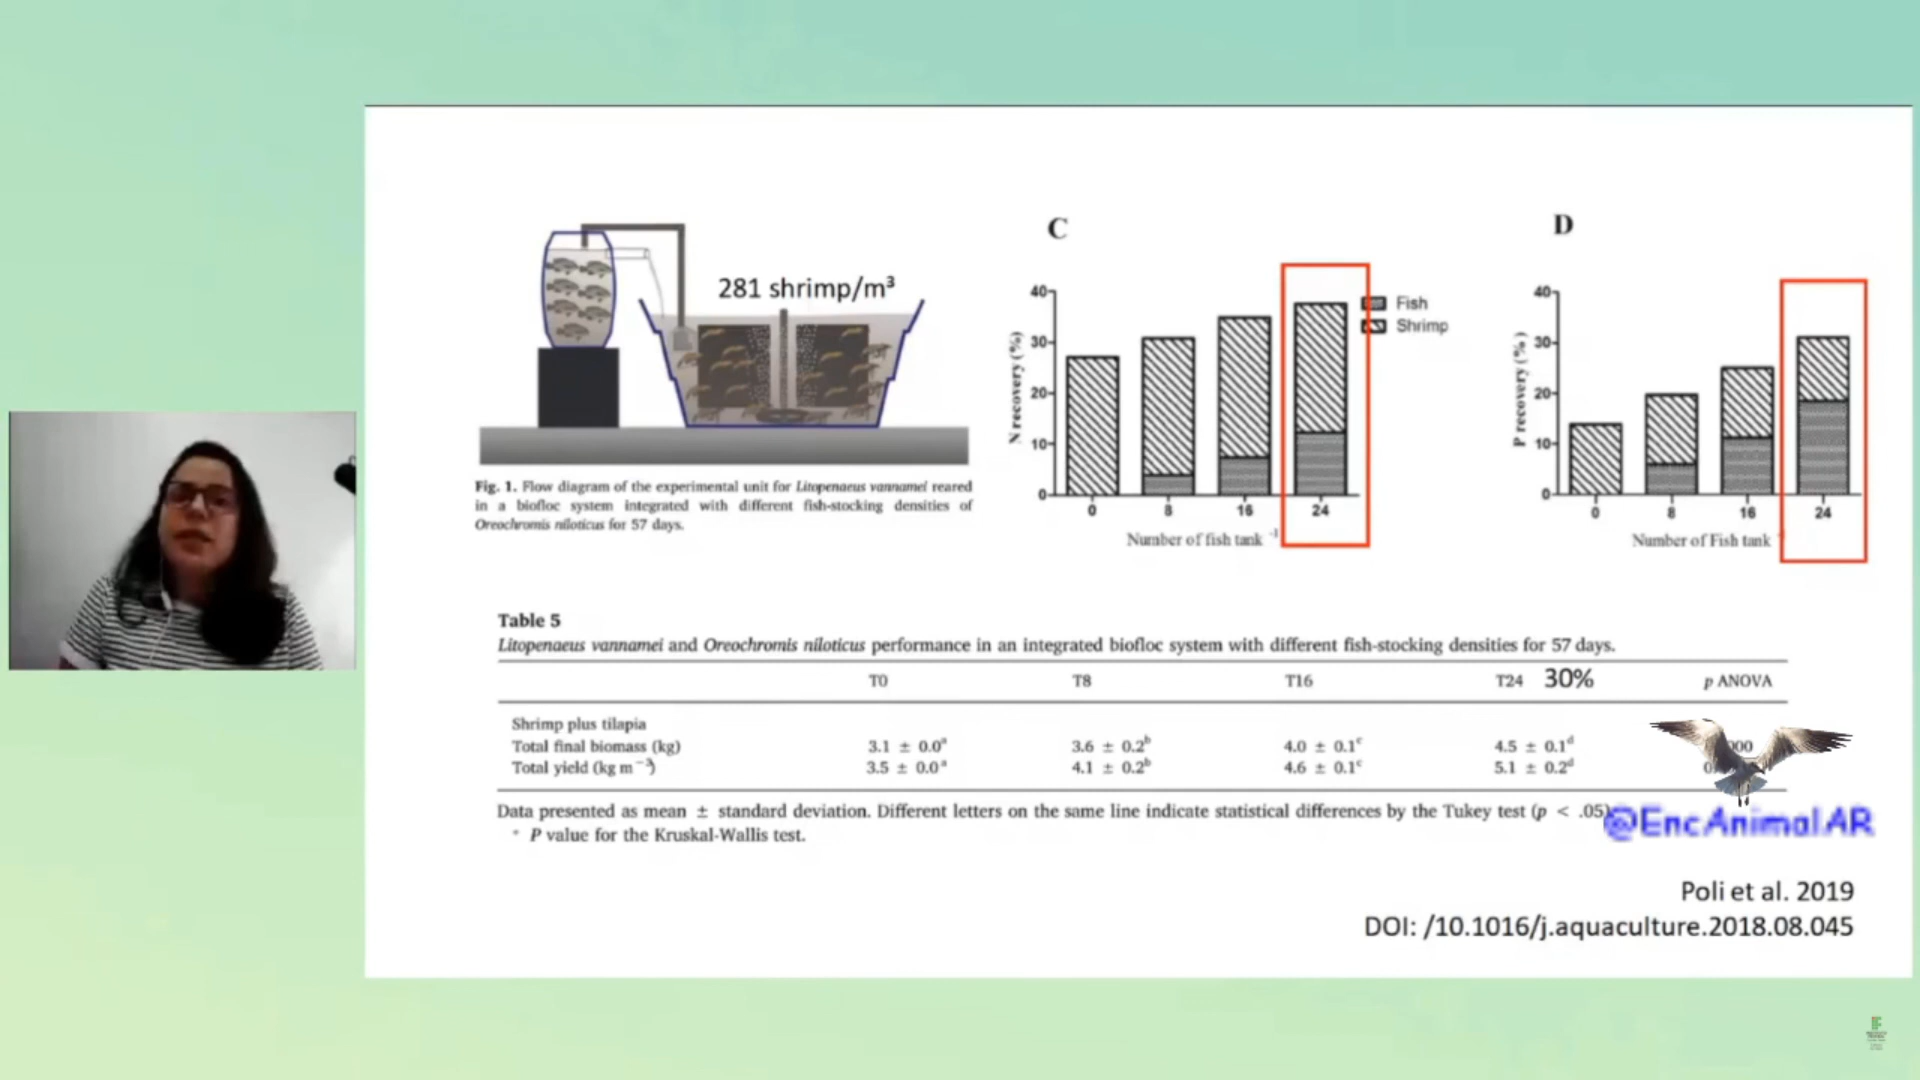 281 shrimp/m³
Fig. 1. Flow diagram of the experimental unit for Litopenaeus vannamei reared
in a biofloc system integrated with different fish-stocking densities of
Oreochromis niloticus for 57 days.
C
N recovery (%)
40
30
20
10
0
0 8 16 24
Number of fish tank -1
Fish
Shrimp
D
P recovery (%)
40
30
20
10
0
0 8 16 24
Number of Fish tank
Table 5
Litopenaeus vannamei and Oreochromis niloticus performance in an integrated biofloc system with different fish-stocking densities for 57 days.
T0 T8 T16 T24 30% p ANOVA
Shrimp plus tilapia
Total final biomass (kg) 3.1 ± 0.0ᵃ 3.6 ± 0.2ᵇ 4.0 ± 0.1ᶜ 4.5 ± 0.1ᵈ
Total yield (kg m⁻³) 3.5 ± 0.0ᵃ 4.1 ± 0.2ᵇ 4.6 ± 0.1ᶜ 5.1 ± 0.2ᵈ
Data presented as mean ± standard deviation. Different letters on the same line indicate statistical differences by the Tukey test (p < .05)
* P value for the Kruskal-Wallis test.
@EncAnimalAR
Poli et al. 2019
DOI: /10.1016/j.aquaculture.2018.08.045